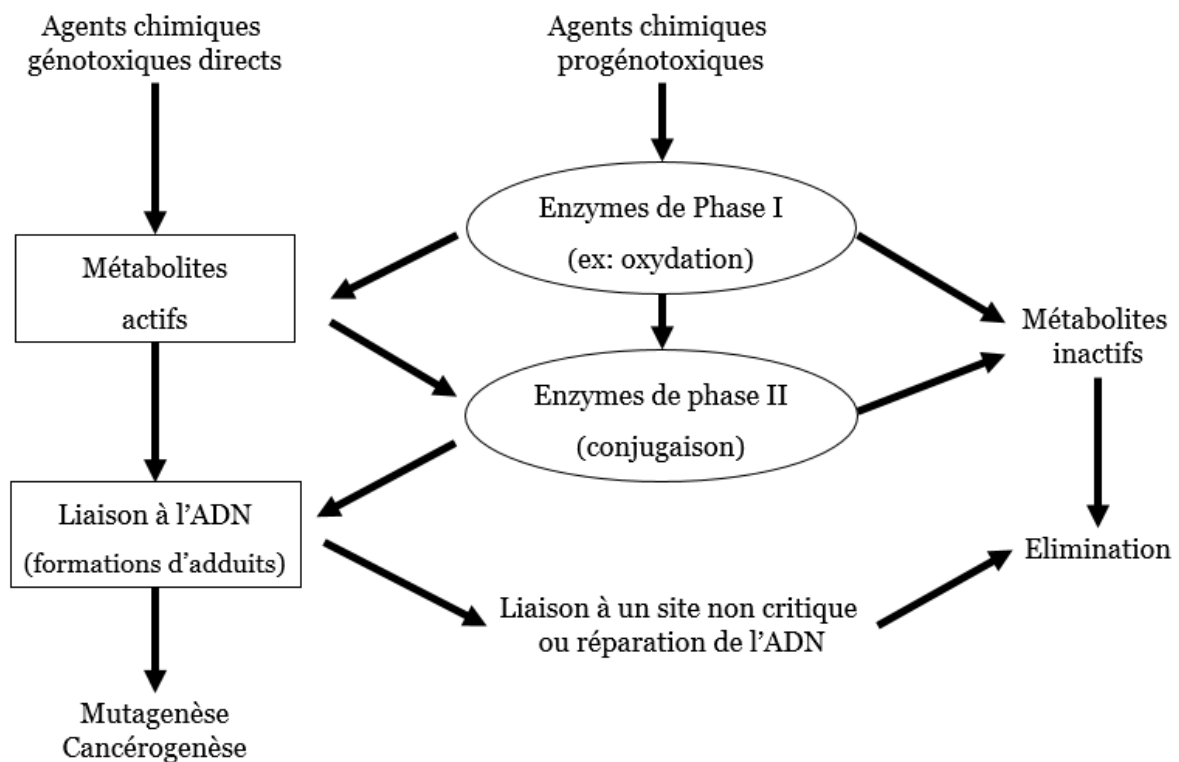 Agents chimiques
génotoxiques directs
Agents chimiques
progénotoxiques
Enzymes de Phase I
(ex: oxydation)
Métabolites
actifs
Métabolites
inactifs
Enzymes de phase II
(conjugaison)
Liaison à l’ADN
(formations d’adduits)
Elimination
Liaison à un site non critique
ou réparation de l’ADN
Mutagenèse
Cancérogenèse